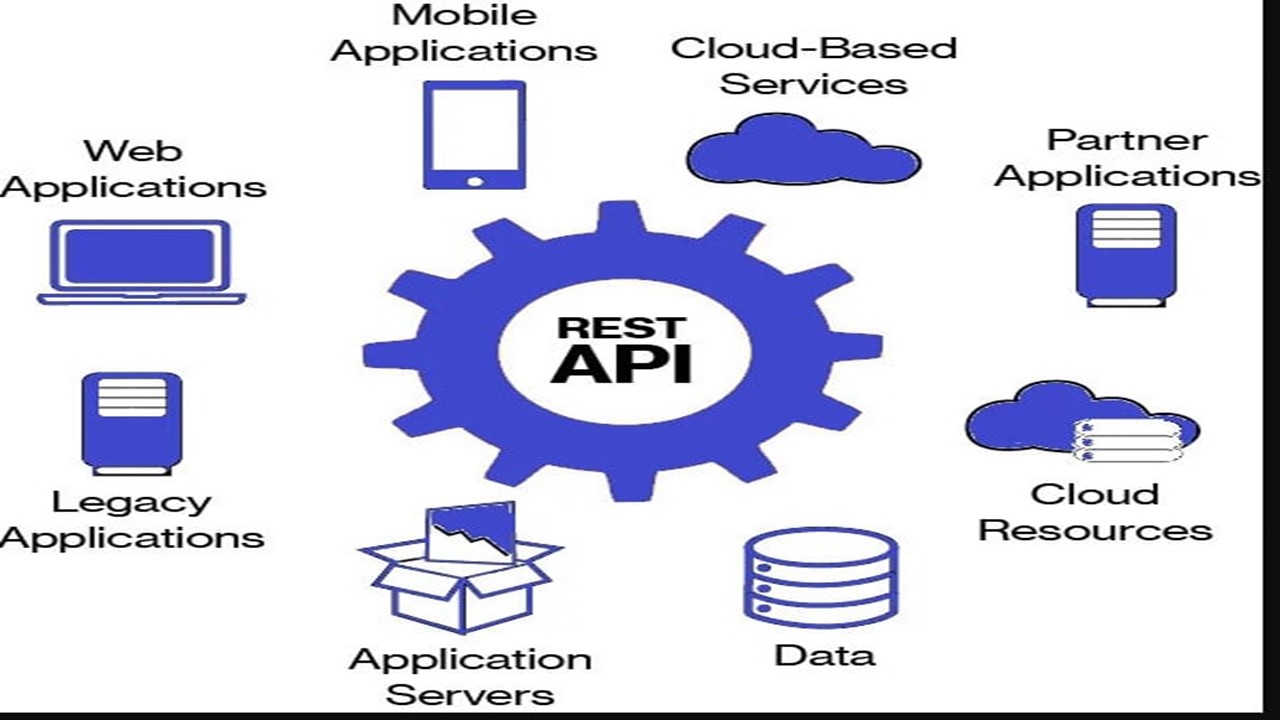 Mobile
Applications
Cloud-Based
Services
Partner
Applications
Web
Applications
REST
API
Legacy
Applications
Cloud
Resources
Application
Servers
Data